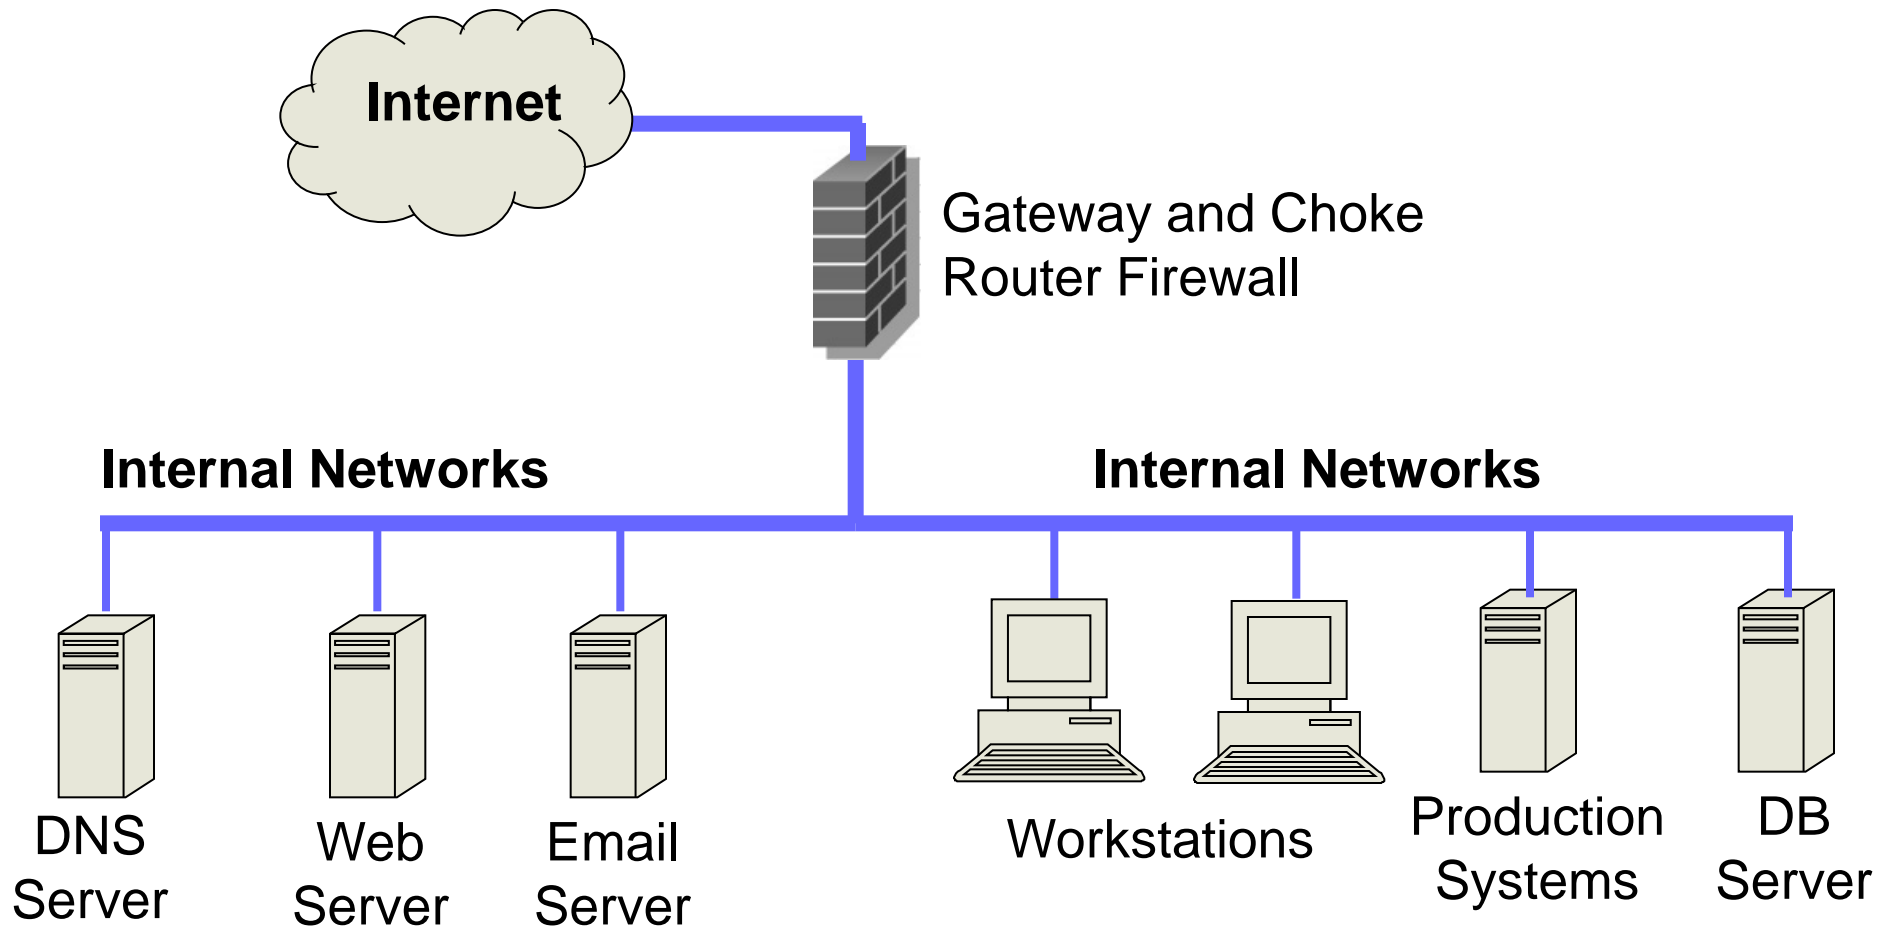 Internet
Gateway and Choke
Router Firewall
Internal Networks
Internal Networks
DNS
Server
Web
Server
Email
Server
Workstations
Production
Systems
DB
Server